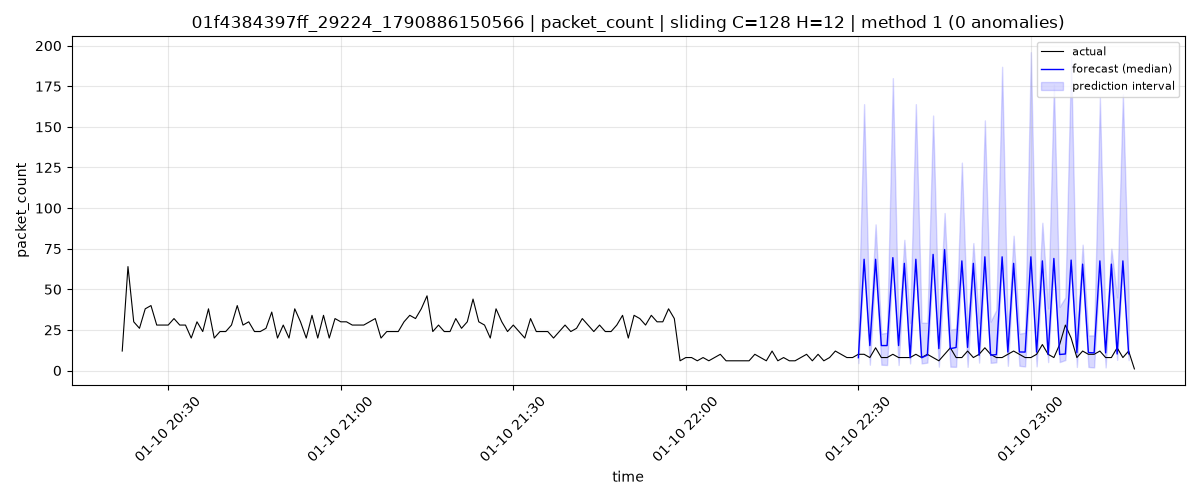 01f4384397ff_29224_1790886150566 | packet_count | sliding C=128 H=12 | method 1 (0 anomalies)
actual
forecast (median)
prediction interval
200
175
150
125
100
75
50
25
0
packet_count
01-10 20:30
01-10 21:00
01-10 21:30
01-10 22:00
01-10 22:30
01-10 23:00
time